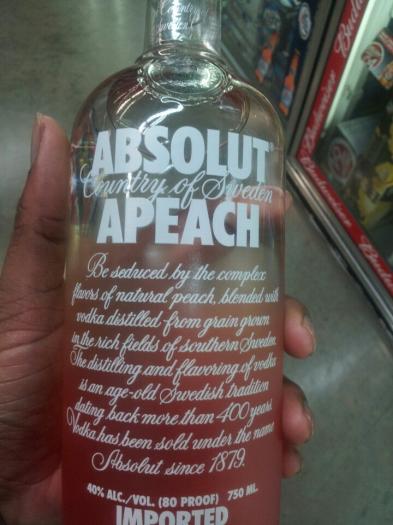 ABSOLUT
Country of Sweden
APEACH
Be seduced by the complex
flavors of natural peach, blended with
vodka distilled from grain grown
in the rich fields of southern Sweden.
The distilling and flavoring of vodka
is an age-old Swedish tradition
dating back more than 400 years.
Vodka has been sold under the name
Absolut since 1879.
40% ALC./VOL. (80 PROOF) 750 ML.
IMPORTED
Budweiser
Budweiser
Budweiser